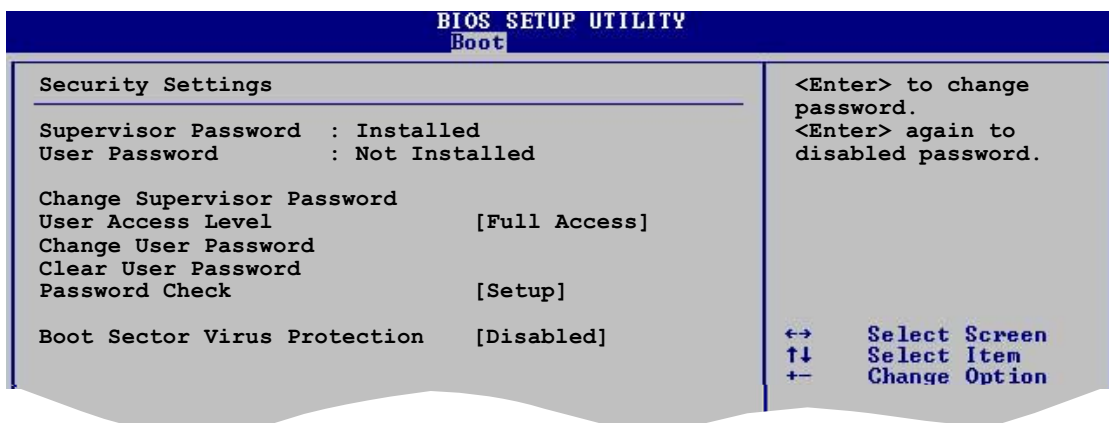 BIOS SETUP UTILITY
Boot
Security Settings
Supervisor Password : Installed
User Password : Not Installed
Change Supervisor Password
User Access Level [Full Access]
Change User Password
Clear User Password
Password Check [Setup]
Boot Sector Virus Protection [Disabled]
<Enter> to change
password.
<Enter> again to
disabled password.
←→ Select Screen
↑↓ Select Item
+- Change Option